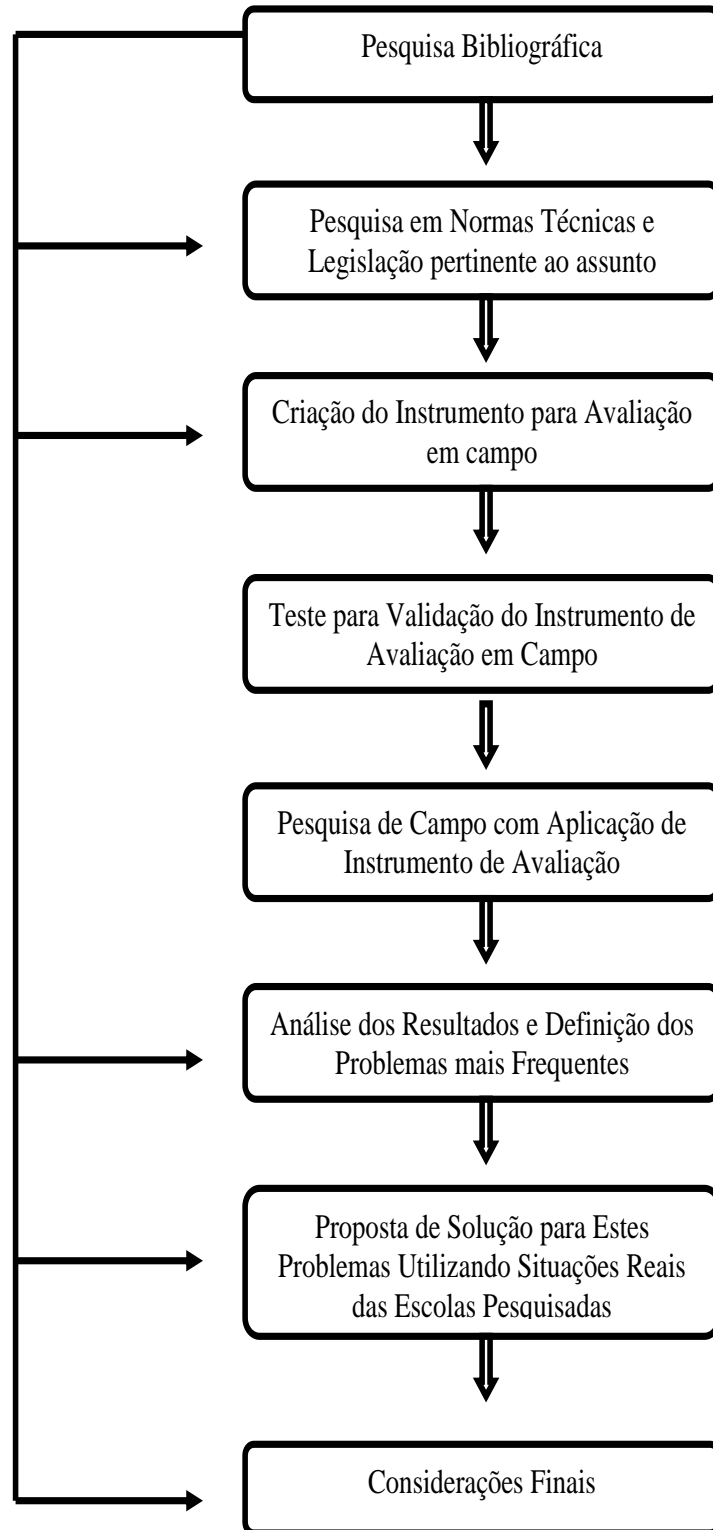 Pesquisa Bibliográfica
Pesquisa em Normas Técnicas e
Legislação pertinente ao assunto
Criação do Instrumento para Avaliação
em campo
Teste para Validação do Instrumento de
Avaliação em Campo
Pesquisa de Campo com Aplicação de
Instrumento de Avaliação
Análise dos Resultados e Definição dos
Problemas mais Frequentes
Proposta de Solução para Estes
Problemas Utilizando Situações Reais
das Escolas Pesquisadas
Considerações Finais